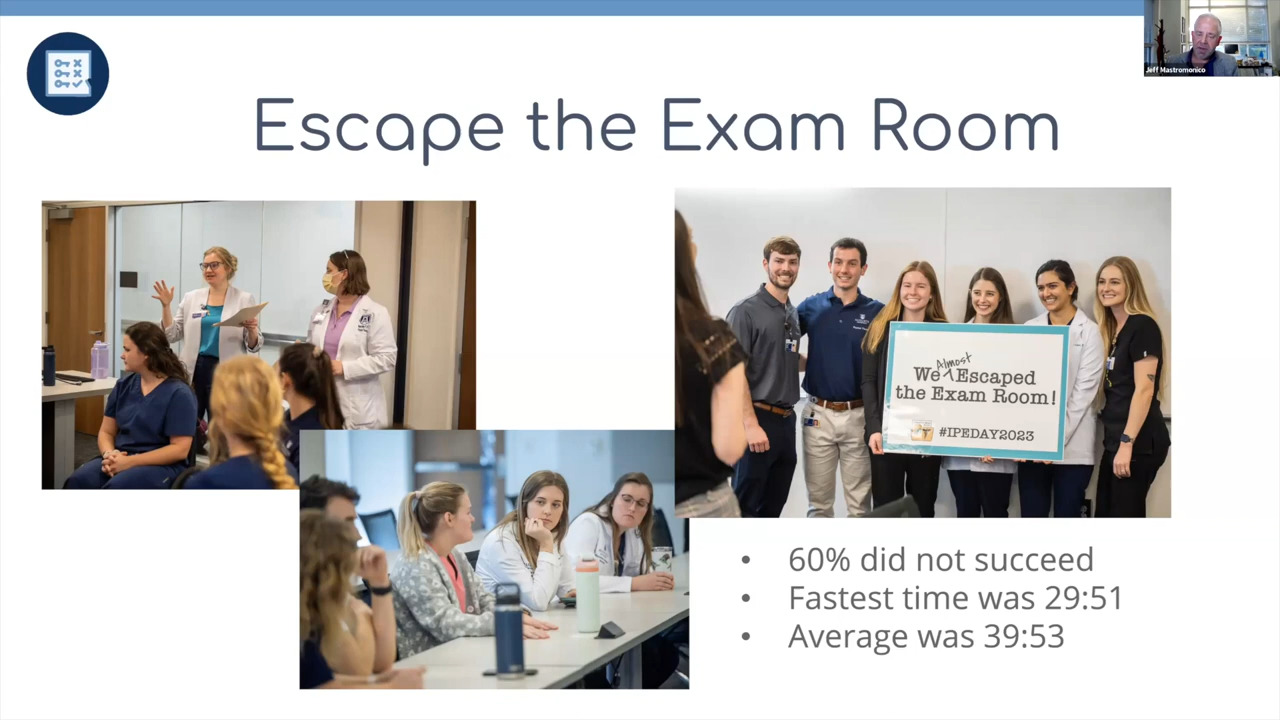 Jeff Mastromonico
Escape the Exam Room
Almost
We Escaped
the Exam Room!
#IPEDAY2023
• 60% did not succeed
• Fastest time was 29:51
• Average was 39:53